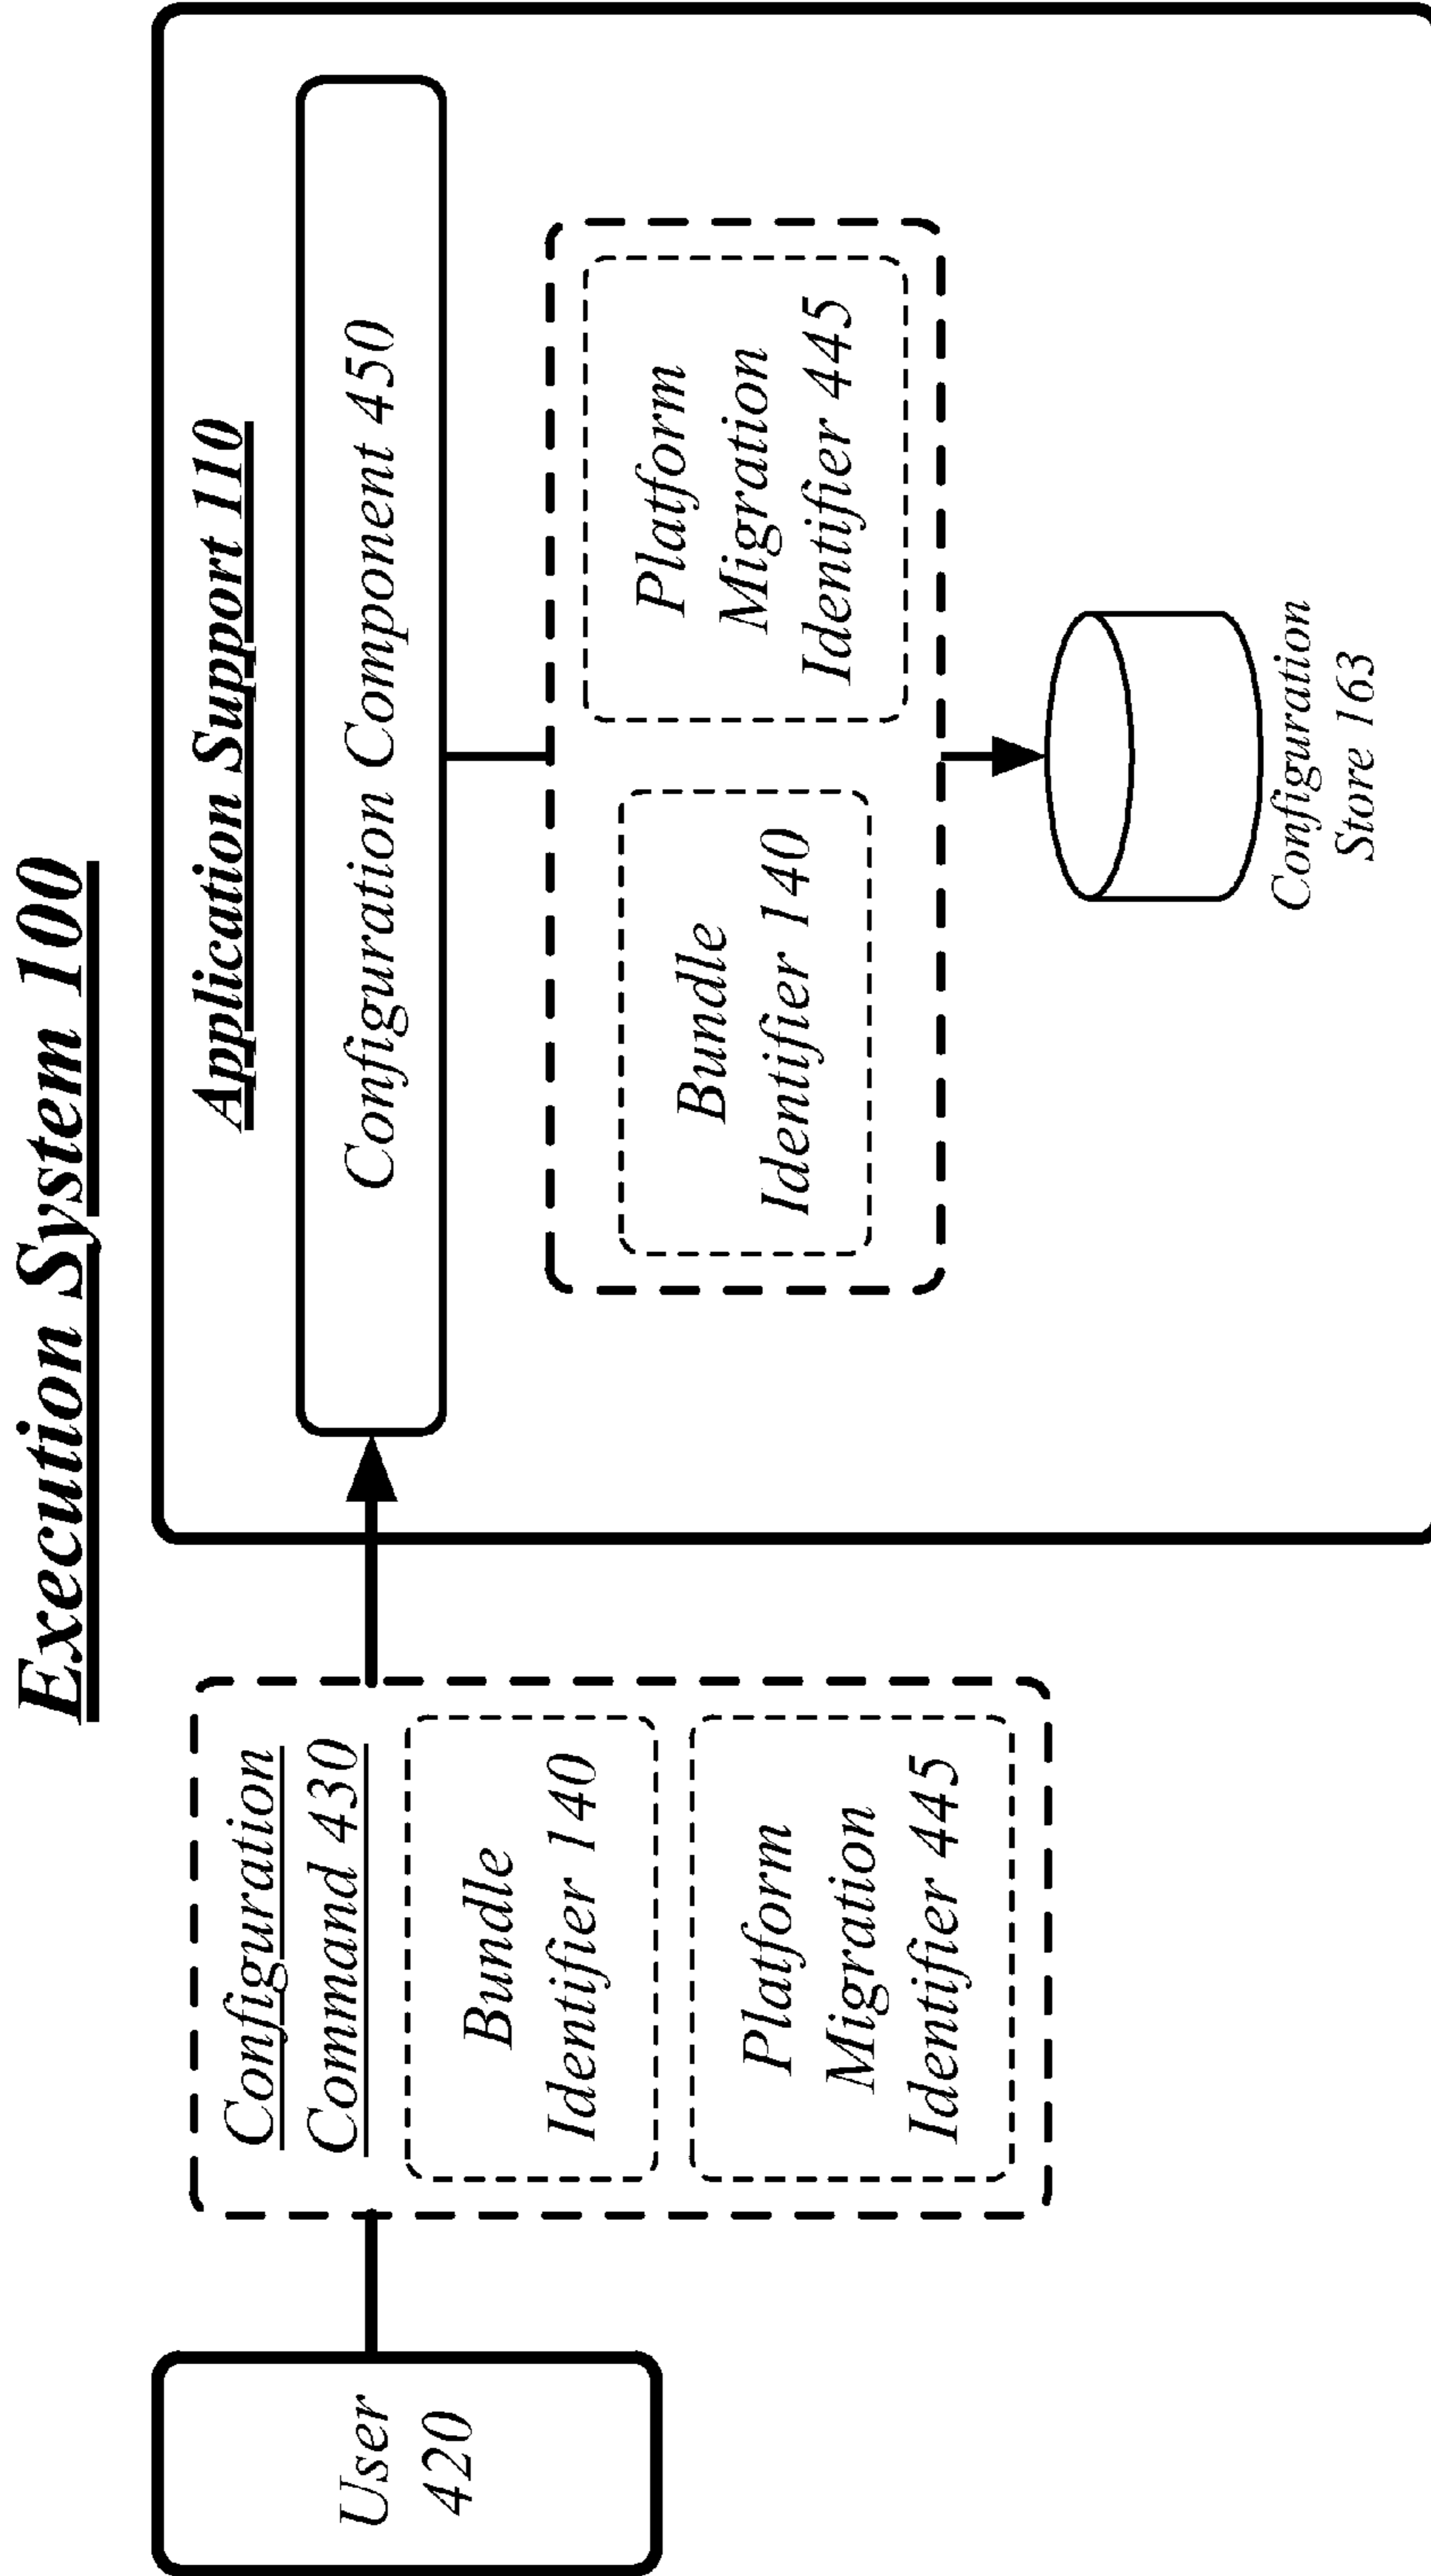 Execution System 100
User
420
Configuration
Command 430
Bundle
Identifier 140
Platform
Migration
Identifier 445
Application Support 110
Configuration Component 450
Bundle
Identifier 140
Platform
Migration
Identifier 445
Configuration
Store 163